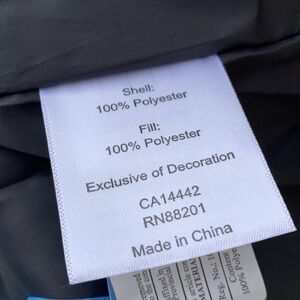 Shell:
100% Polyester
Fill:
100% Polyester
Exclusive of Decoration
CA14442
RN88201
Made in China